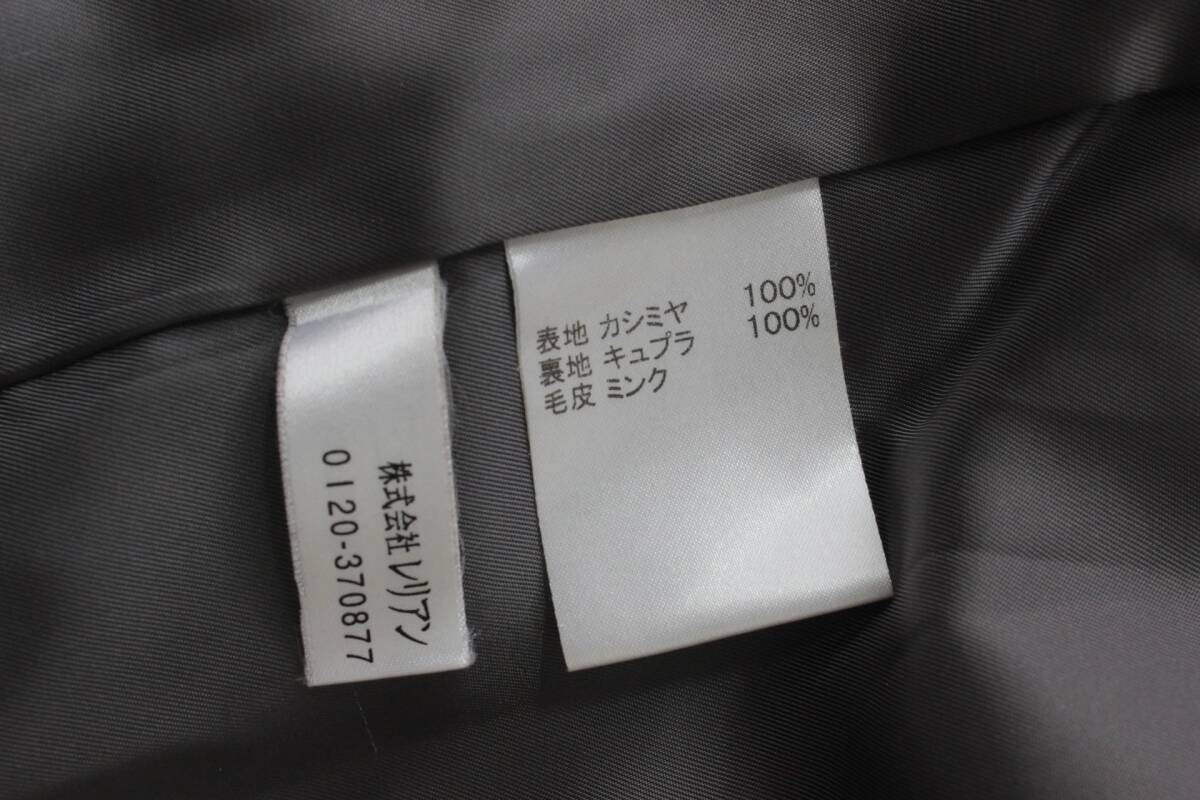 株式会社レリアン
0120-370877
表地 カシミヤ 100%
裏地 キュプラ 100%
毛皮 ミンク